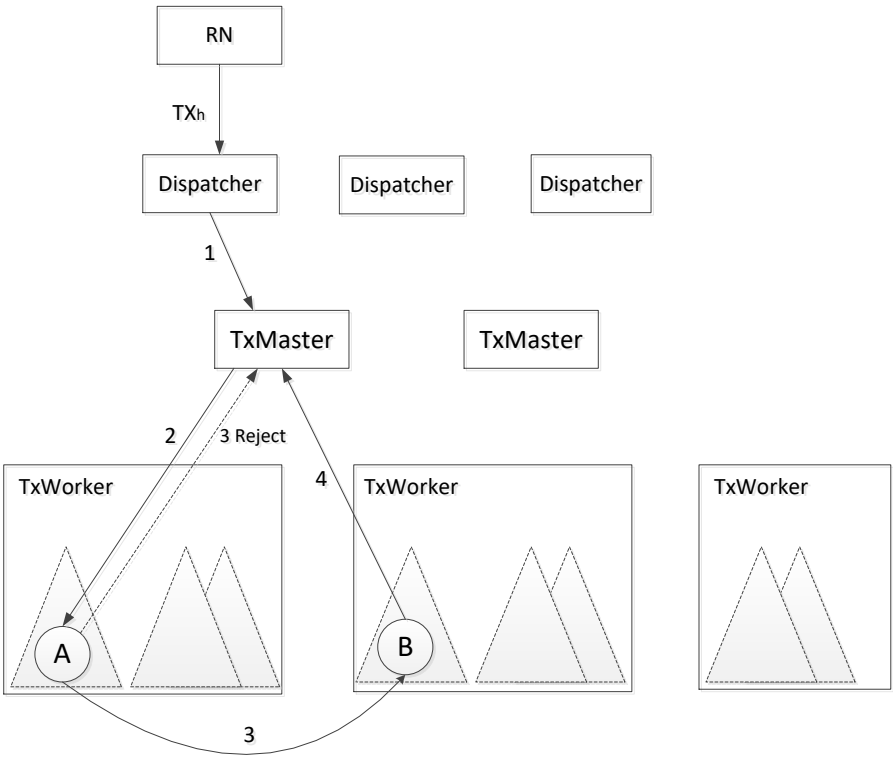 RN
TXh
Dispatcher
Dispatcher
Dispatcher
1
TxMaster
TxMaster
2
3 Reject
4
TxWorker
TxWorker
TxWorker
A
B
3